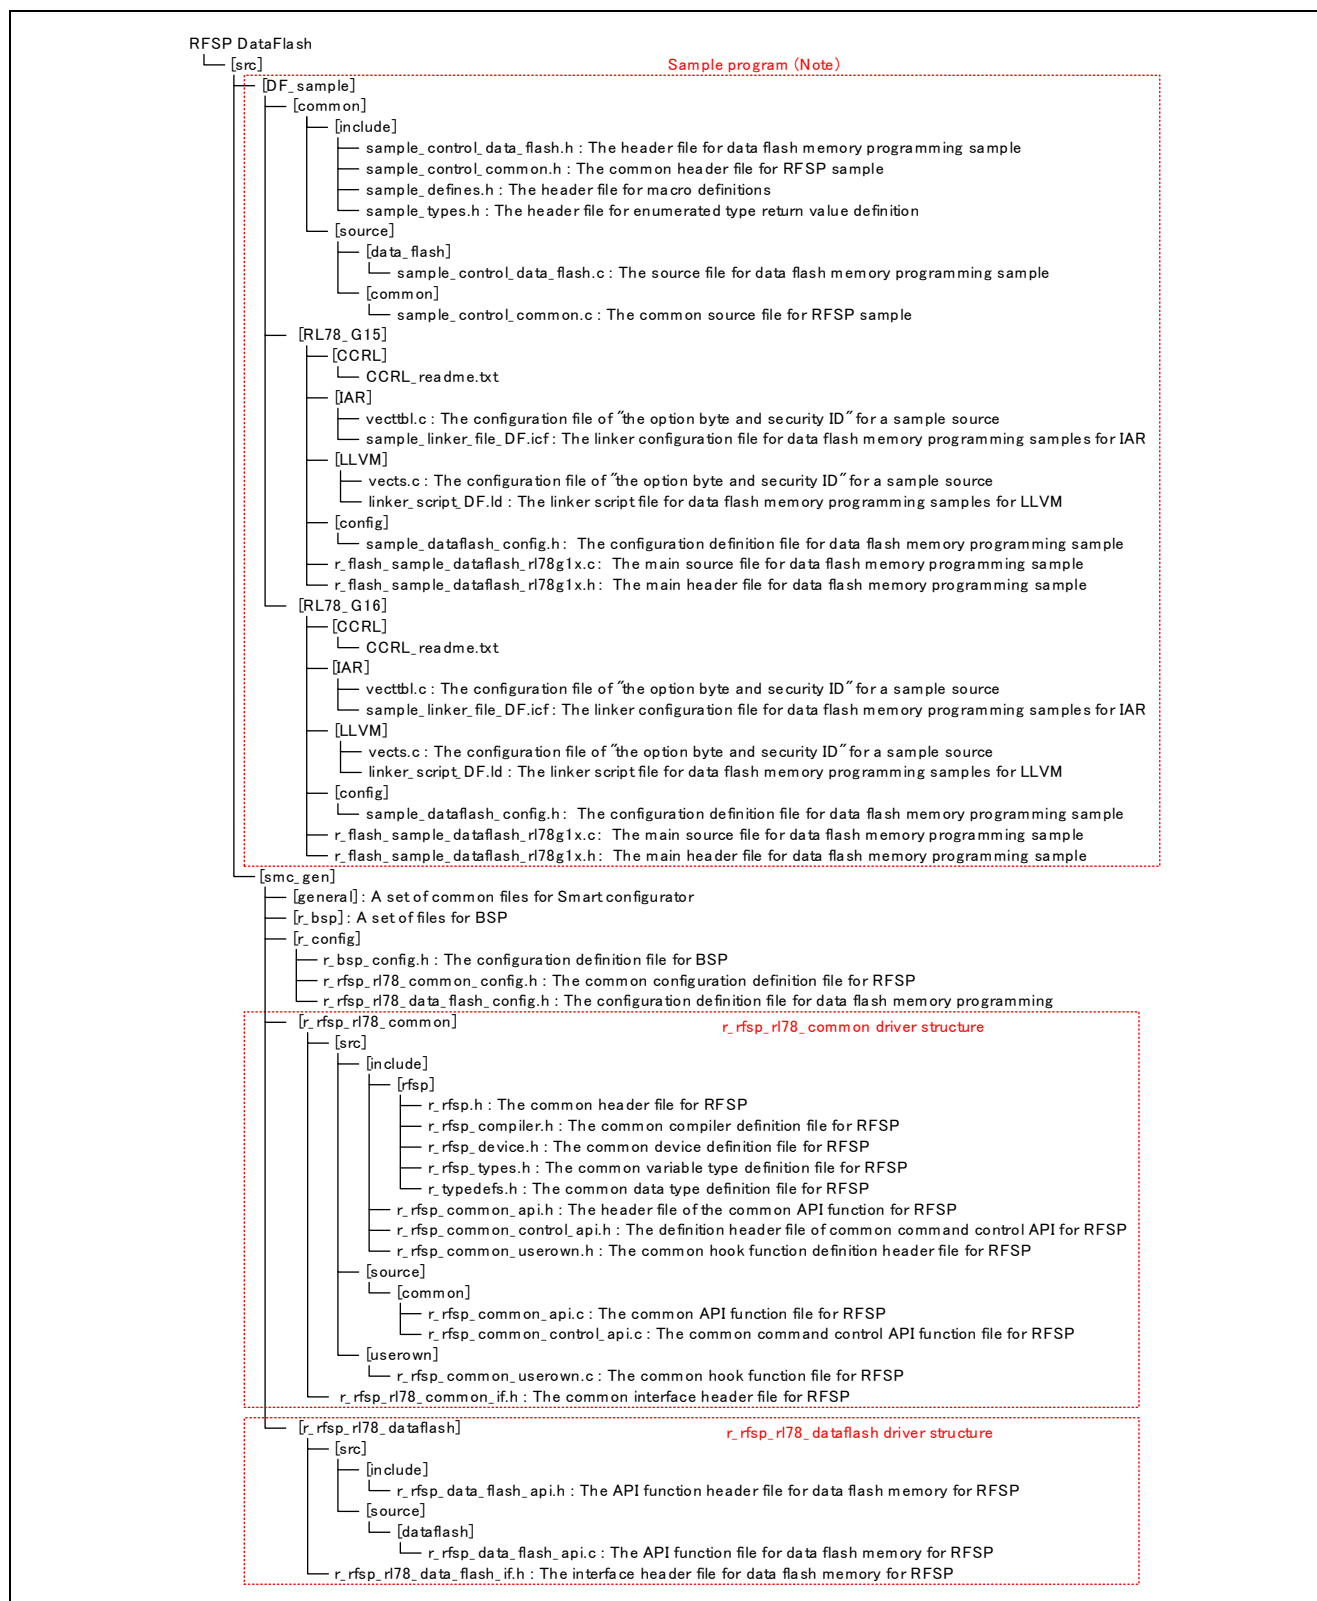 RFSP DataFlash
[src]
Sample program (Note)
[DF_sample]
[common]
[include]
sample_control_data_flash.h : The header file for data flash memory programming sample
sample_control_common.h : The common header file for RFSP sample
sample_defines.h : The header file for macro definitions
sample_types.h : The header file for enumerated type return value definition
[source]
[data_flash]
sample_control_data_flash.c : The source file for data flash memory programming sample
[common]
sample_control_common.c : The common source file for RFSP sample
[RL78_G15]
[CCRL]
CCRL_readme.txt
[IAR]
vecttbl.c : The configuration file of "the option byte and security ID" for a sample source
sample_linker_file_DF.icf : The linker configuration file for data flash memory programming samples for IAR
[LLVM]
vects.c : The configuration file of "the option byte and security ID" for a sample source
linker_script_DF.ld : The linker script file for data flash memory programming samples for LLVM
[config]
sample_dataflash_config.h : The configuration definition file for data flash memory programming sample
r_flash_sample_dataflash_rl78g1x.c : The main source file for data flash memory programming sample
r_flash_sample_dataflash_rl78g1x.h : The main header file for data flash memory programming sample
[RL78_G16]
[CCRL]
CCRL_readme.txt
[IAR]
vecttbl.c : The configuration file of "the option byte and security ID" for a sample source
sample_linker_file_DF.icf : The linker configuration file for data flash memory programming samples for IAR
[LLVM]
vects.c : The configuration file of "the option byte and security ID" for a sample source
linker_script_DF.ld : The linker script file for data flash memory programming samples for LLVM
[config]
sample_dataflash_config.h : The configuration definition file for data flash memory programming sample
r_flash_sample_dataflash_rl78g1x.c : The main source file for data flash memory programming sample
r_flash_sample_dataflash_rl78g1x.h : The main header file for data flash memory programming sample
[smc_gen]
[general] : A set of common files for Smart configurator
[r_bsp] : A set of files for BSP
[r_config]
r_bsp_config.h : The configuration definition file for BSP
r_rfsp_rl78_common_config.h : The common configuration definition file for RFSP
r_rfsp_rl78_data_flash_config.h : The configuration definition file for data flash memory programming
[r_rfsp_rl78_common]
r_rfsp_rl78_common driver structure
[src]
[include]
[rfsp]
r_rfsp.h : The common header file for RFSP
r_rfsp_compiler.h : The common compiler definition file for RFSP
r_rfsp_device.h : The common device definition file for RFSP
r_rfsp_types.h : The common variable type definition file for RFSP
r_typedefs.h : The common data type definition file for RFSP
r_rfsp_common_api.h : The header file of the common API function for RFSP
r_rfsp_common_control_api.h : The definition header file of common command control API for RFSP
r_rfsp_common_userown.h : The common hook function definition header file for RFSP
[source]
[common]
r_rfsp_common_api.c : The common API function file for RFSP
r_rfsp_common_control_api.c : The common command control API function file for RFSP
[userown]
r_rfsp_common_userown.c : The common hook function file for RFSP
r_rfsp_rl78_common_if.h : The common interface header file for RFSP
[r_rfsp_rl78_dataflash]
r_rfsp_rl78_dataflash driver structure
[src]
[include]
r_rfsp_data_flash_api.h : The API function header file for data flash memory for RFSP
[source]
[dataflash]
r_rfsp_data_flash_api.c : The API function file for data flash memory for RFSP
r_rfsp_rl78_data_flash_if.h : The interface header file for data flash memory for RFSP